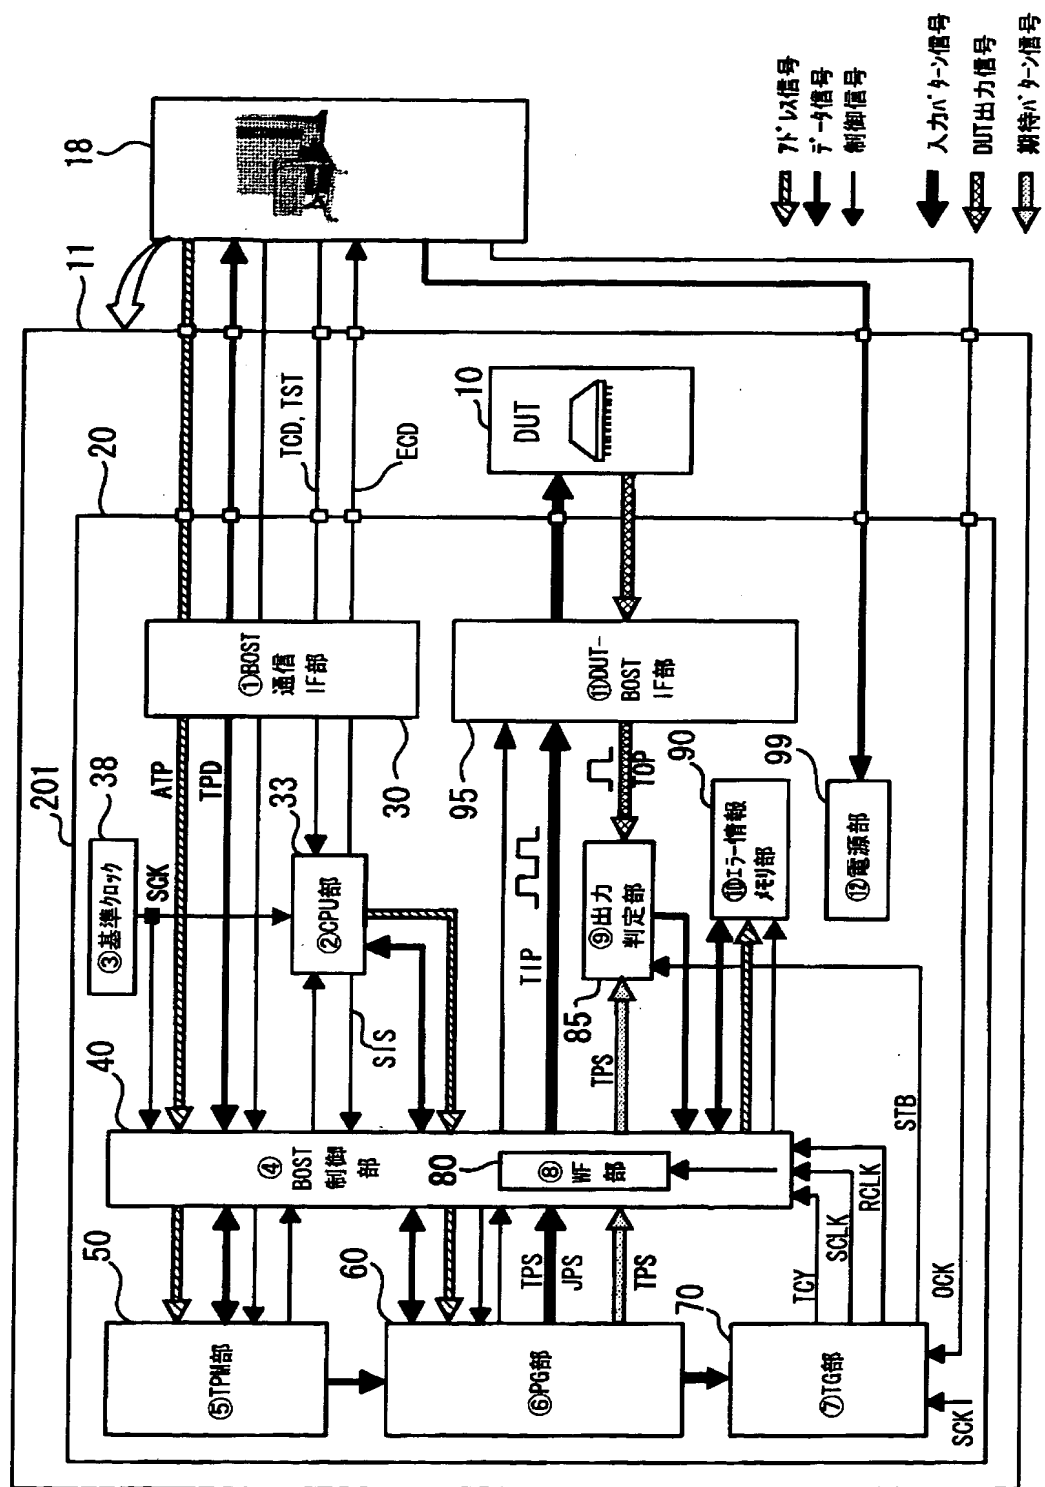 201
20
11
18
③基準クロック
38
SCK
ATP
TPD
①BOST
通信
IF部
30
TCD, TST
ECD
②CPU部
33
SIS
④
BOST
制御
部
40
⑧
WF
部
80
⑤TPM部
50
⑥PG部
60
TPS
JPS
TPS
⑦TG部
70
TCY
SCLK
RCLK
STB
OCK
SCK
TIP
TPS
⑨出力
判定部
85
TOP
⑪DUT-
BOST
IF部
95
DUT
10
⑩エラー情報
メモリ部
90
⑫電源部
99
アドレス信号
データ信号
制御信号
入力パターン信号
DUT出力信号
期待パターン信号